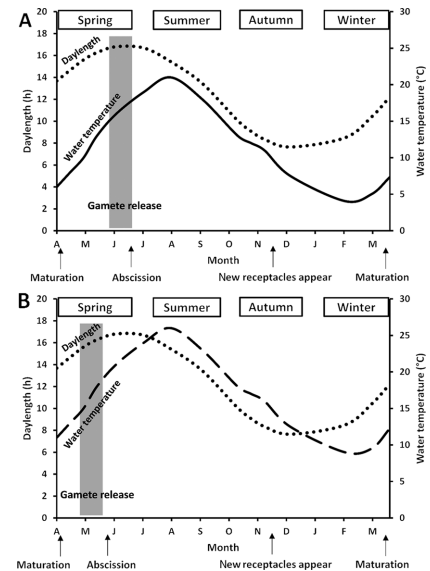 A
Spring Summer Autumn Winter
20 18 16 14 12 10 8 6 4 2 0
30 25 20 15 10 5 0
Daylength (h)
Water temperature (°C)
Daylength
Water temperature
Gamete release
A M J J A S O N D J F M
Month
Maturation Abscission New receptacles appear Maturation
B
Spring Summer Autumn Winter
20 18 16 14 12 10 8 6 4 2 0
30 25 20 15 10 5 0
Daylength (h)
Water temperature (°C)
Daylength
Water temperature
Gamete release
A M J J A S O N D J F M
Month
Maturation Abscission New receptacles appear Maturation